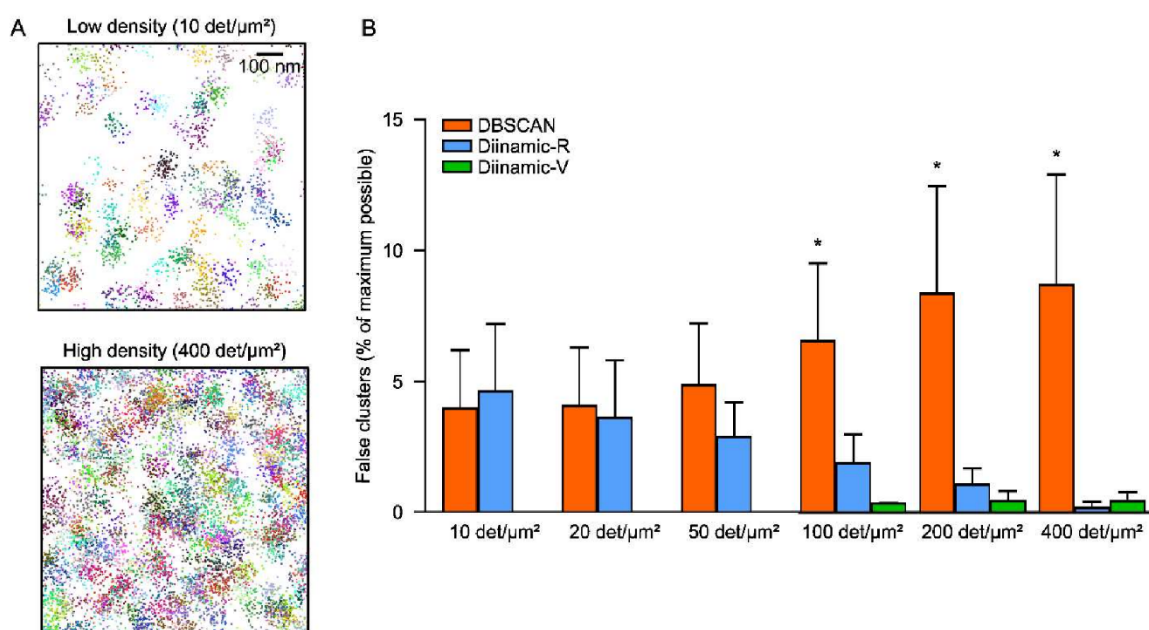 A
Low density (10 det/µm²)
100 nm
High density (400 det/µm²)
B
False clusters (% of maximum possible)
15
10
5
0
DBSCAN
Diinamic-R
Diinamic-V
*
*
*
10 det/µm²
20 det/µm²
50 det/µm²
100 det/µm²
200 det/µm²
400 det/µm²